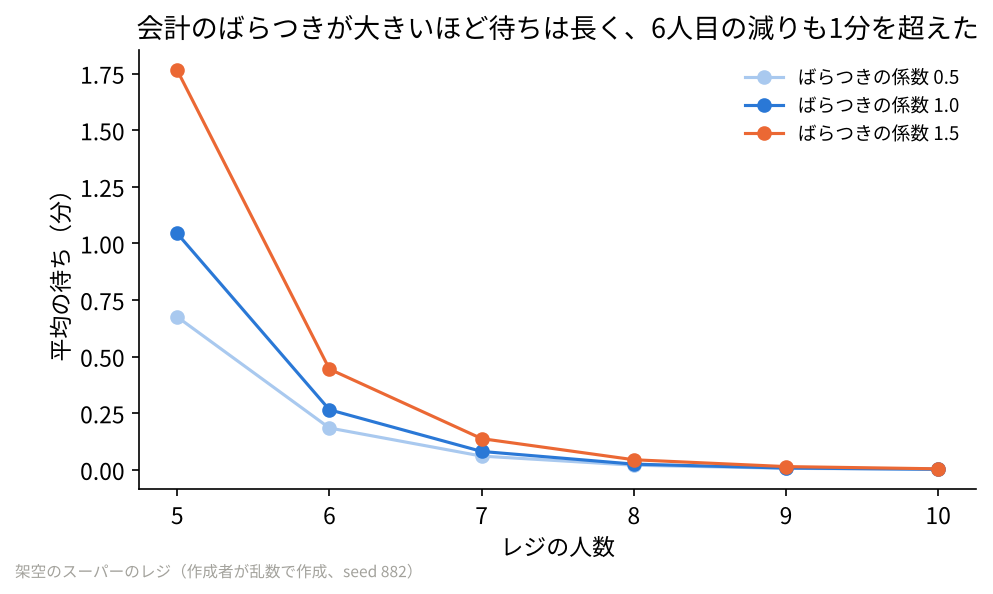 会計のばらつきが大きいほど待ちは長く、6人目の減りも1分を超えた
ばらつきの係数 0.5
ばらつきの係数 1.0
ばらつきの係数 1.5
平均の待ち（分）
1.75
1.50
1.25
1.00
0.75
0.50
0.25
0.00
5 6 7 8 9 10
レジの人数
架空のスーパーのレジ（作成者が乱数で作成、seed 882）